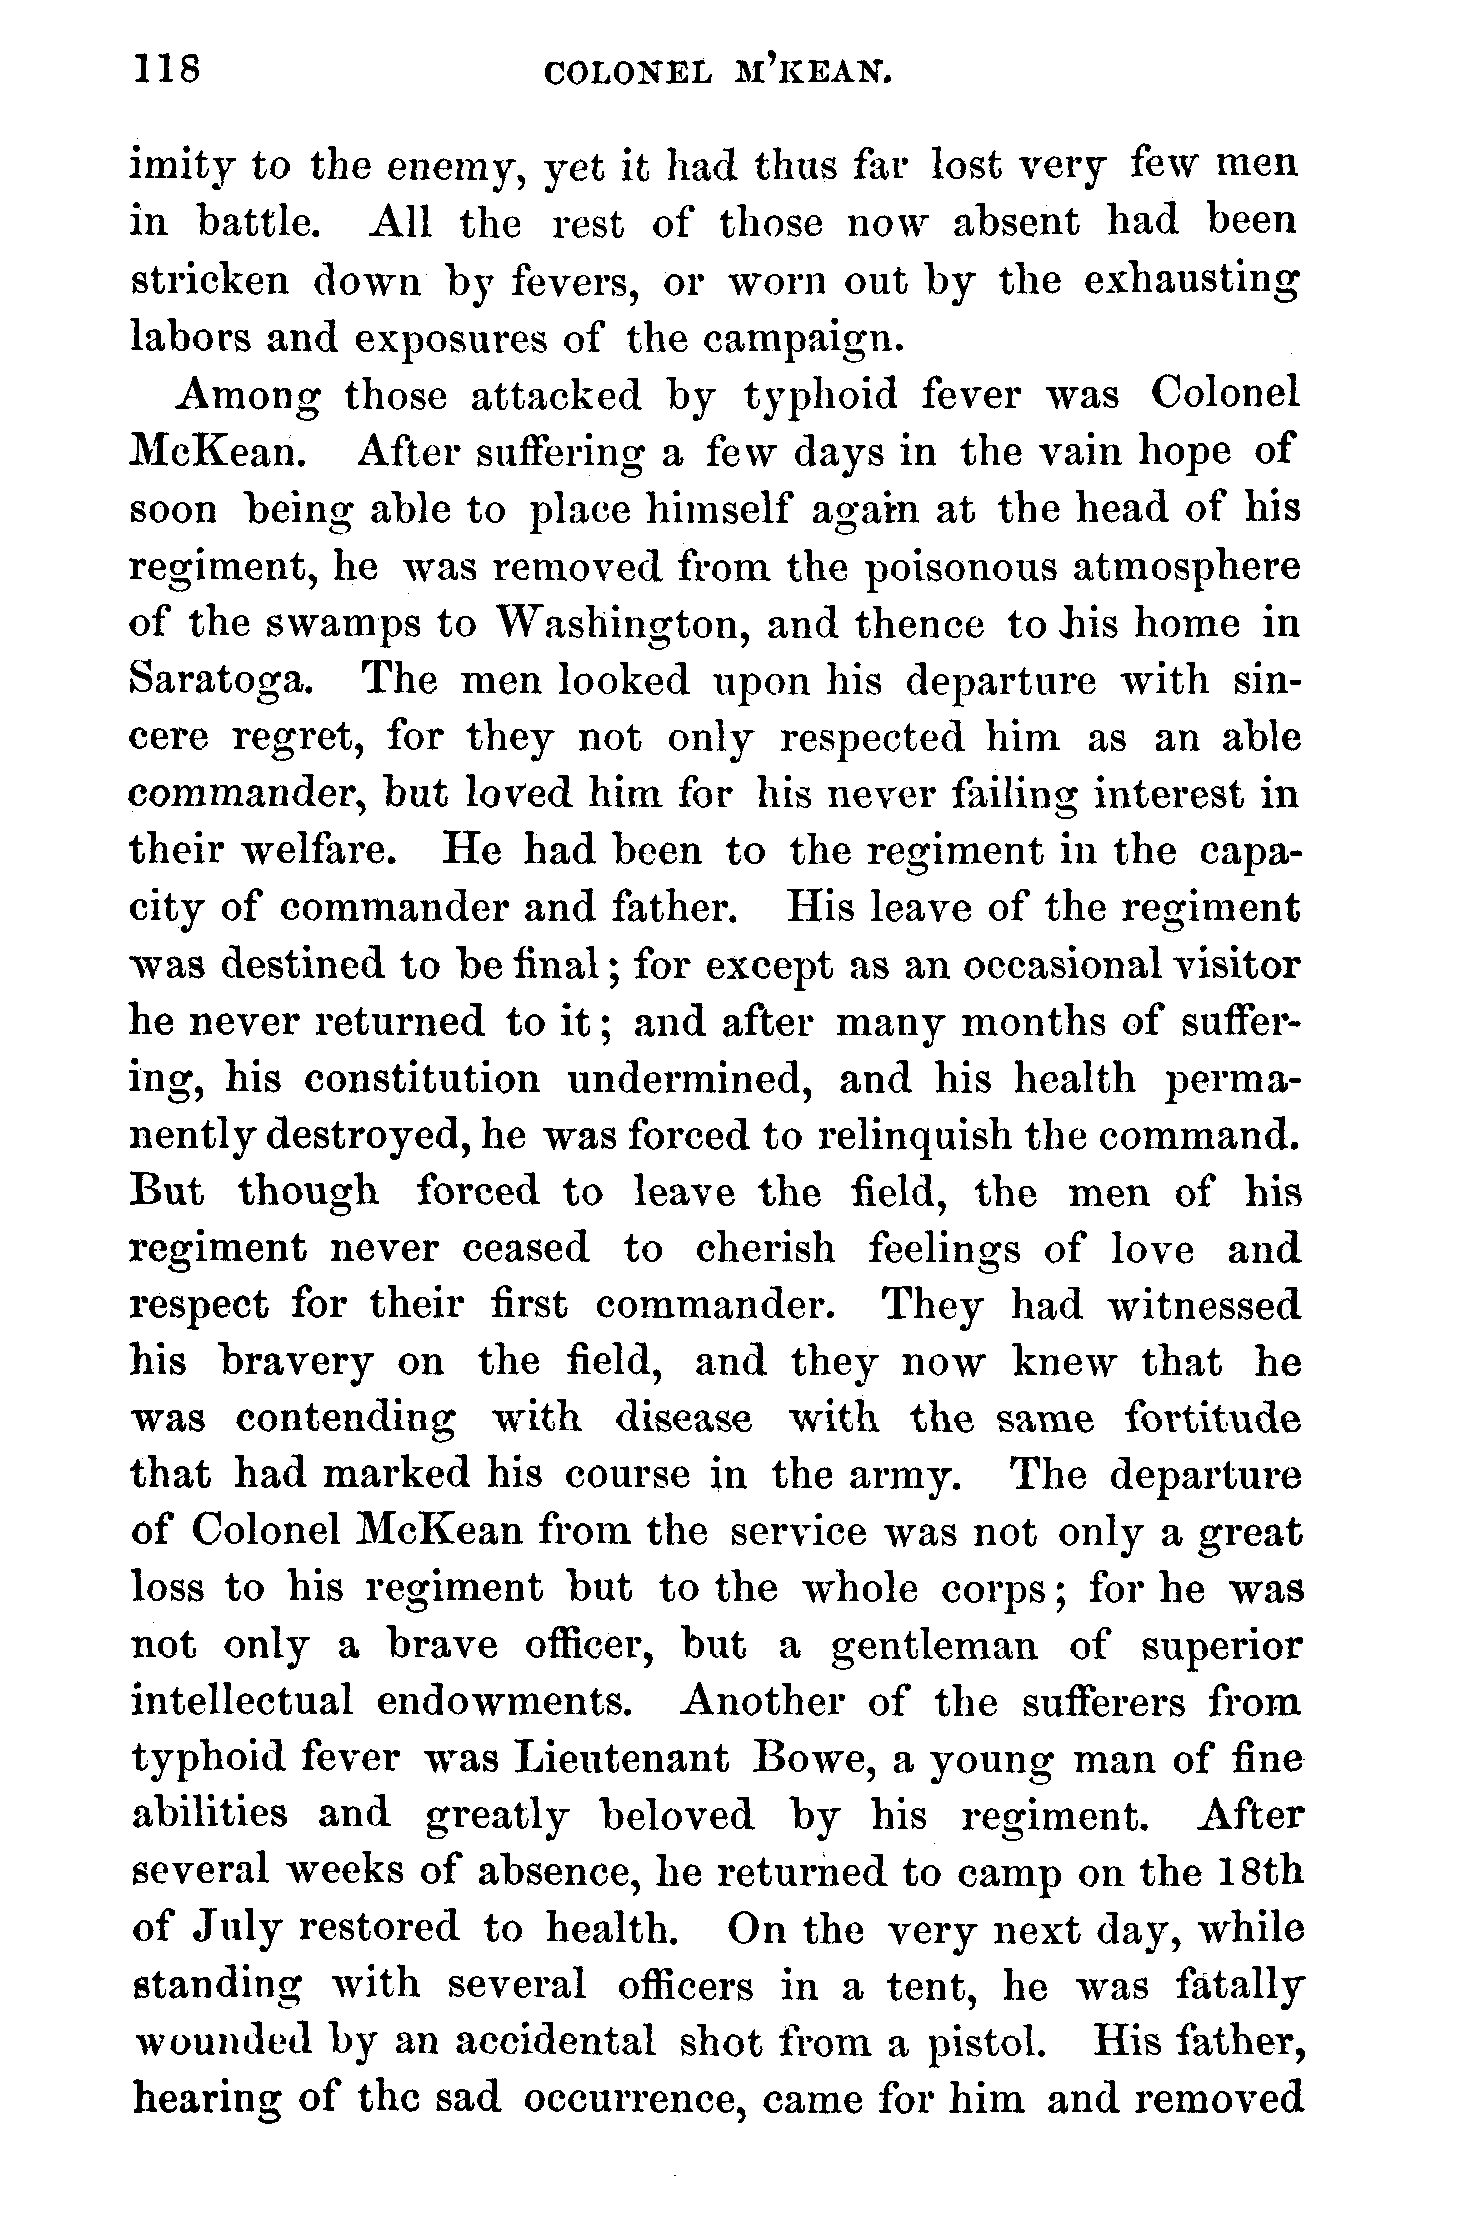 118 COLONEL M'KEAN.
imity to the enemy, yet it had thus far lost very few men
in battle. All the rest of those now absent had been
stricken down by fevers, or worn out by the exhausting
labors and exposures of the campaign.
Among those attacked by typhoid fever was Colonel
McKean. After suffering a few days in the vain hope of
soon being able to place himself again at the head of his
regiment, he was removed from the poisonous atmosphere
of the swamps to Washington, and thence to his home in
Saratoga. The men looked upon his departure with sin-
cere regret, for they not only respected him as an able
commander, but loved him for his never failing interest in
their welfare. He had been to the regiment in the capa-
city of commander and father. His leave of the regiment
was destined to be final; for except as an occasional visitor
he never returned to it; and after many months of suffer-
ing, his constitution undermined, and his health perma-
nently destroyed, he was forced to relinquish the command.
But though forced to leave the field, the men of his
regiment never ceased to cherish feelings of love and
respect for their first commander. They had witnessed
his bravery on the field, and they now knew that he
was contending with disease with the same fortitude
that had marked his course in the army. The departure
of Colonel McKean from the service was not only a great
loss to his regiment but to the whole corps; for he was
not only a brave officer, but a gentleman of superior
intellectual endowments. Another of the sufferers from
typhoid fever was Lieutenant Bowe, a young man of fine
abilities and greatly beloved by his regiment. After
several weeks of absence, he returned to camp on the 18th
of July restored to health. On the very next day, while
standing with several officers in a tent, he was fatally
wounded by an accidental shot from a pistol. His father,
hearing of the sad occurrence, came for him and removed